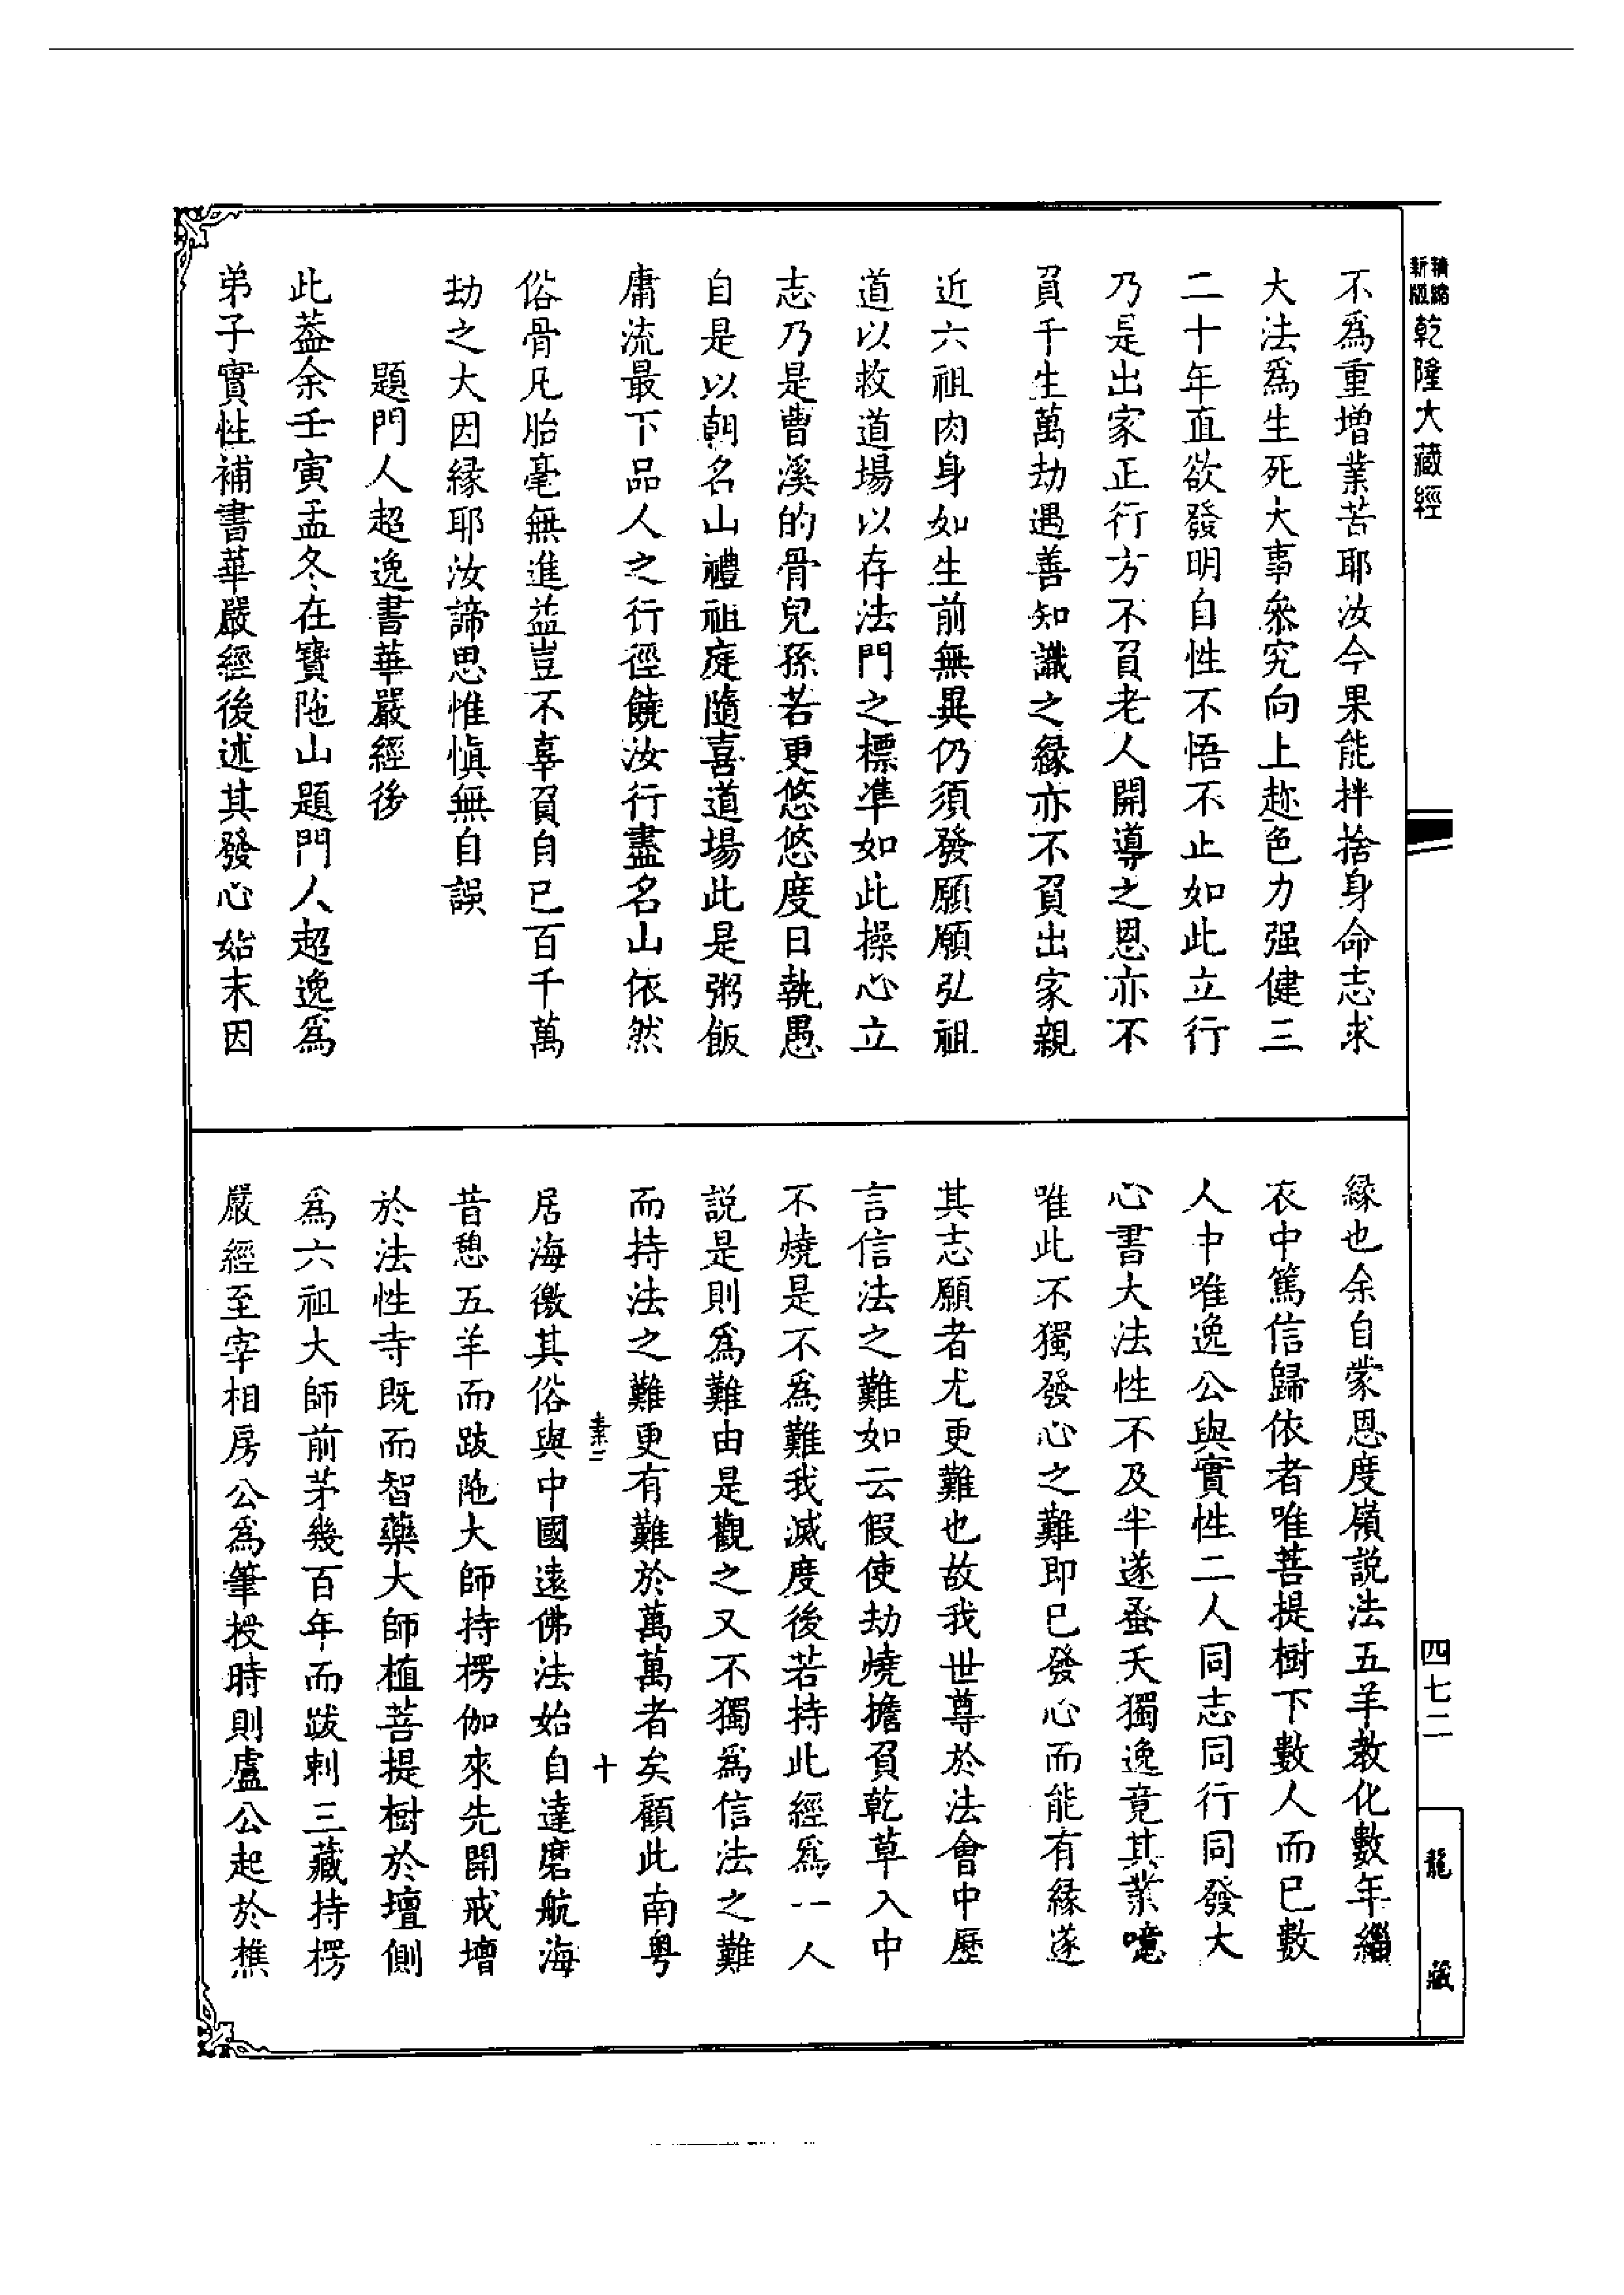 精縮
新版
乾隆大藏經
不爲重增業苦耶汝今果能拌捨身命志求
大法爲生死大事叅究向上趂色力强健三
二十年直欲發明自性不悟不止如此立行
乃是出家正行方不負老人開導之恩亦不
負千生萬劫遇善知識之緣亦不負出家親
近六祖肉身如生前無異仍須發願願弘祖
道以救道場以存法門之標準如此操心立
志乃是曹溪的骨兒孫若更悠悠度日執愚
自是以朝名山禮祖庭隨喜道場此是粥飯
庸流最下品人之行徑饒汝行盡名山依然
俗骨凡胎毫無進益豈不辜負自己百千萬
劫之大因緣耶汝諦思惟愼無自誤
題門人超逸書華嚴經後
此葢余壬寅孟冬在寶陁山題門人超逸爲
弟子實性補書華嚴經後述其發心始末因
緣也余自蒙恩度嶺説法五羊教化數年緇
衣中篤信歸依者唯菩提樹下數人而已數
人中唯逸公與實性二人同志同行同發大
心書大法性不及半遂蚤夭獨逸竟其業噫
唯此不獨發心之難即已發心而能有緣遂
其志願者尤更難也故我世尊於法會中歷
言信法之難如云假使劫燒擔負乾草入中
不燒是不爲難我滅度後若持此經爲一人
説是則爲難由是觀之又不獨爲信法之難
而持法之難更有難於萬萬者矣顧此南粤
素二
十
居海徼其俗與中國遠佛法始自達磨航海
昔憩五羊而跋陁大師持楞伽來先開戒壇
於法性寺既而智藥大師植菩提樹於壇側
爲六祖大師前茅幾百年而跋剌三藏持楞
嚴經至宰相房公爲筆授時則盧公起於樵
四七二
龍
藏